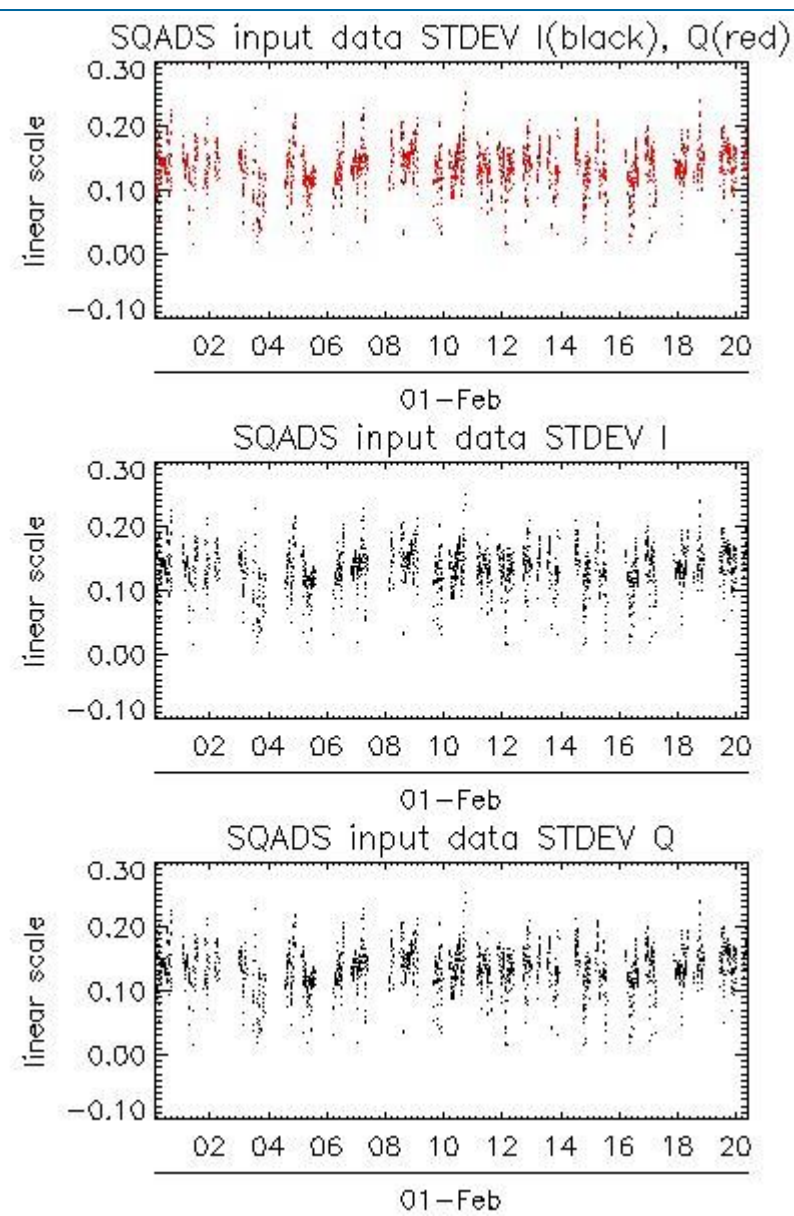 SQADS input data STDEV I(black), Q(red)
0.30
0.20
0.10
0.00
−0.10
linear scale
02 04 06 08 10 12 14 16 18 20
01−Feb
SQADS input data STDEV I
0.30
0.20
0.10
0.00
−0.10
linear scale
02 04 06 08 10 12 14 16 18 20
01−Feb
SQADS input data STDEV Q
0.30
0.20
0.10
0.00
−0.10
linear scale
02 04 06 08 10 12 14 16 18 20
01−Feb